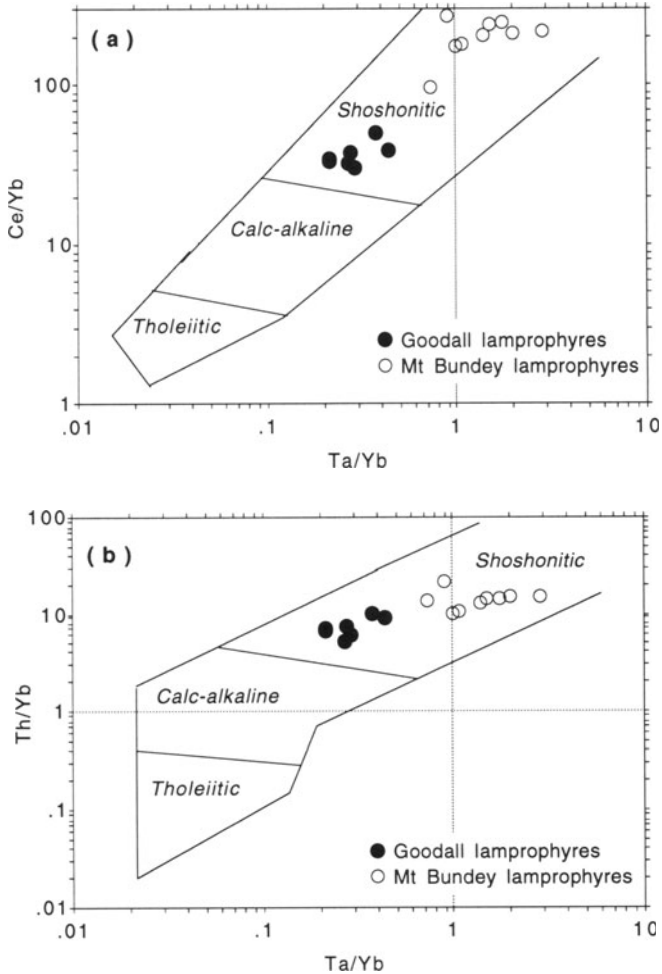 (a)
100
Shoshonitic
Ce/Yb
Calc-alkaline
10
Tholeiitic
● Goodall lamprophyres
○ Mt Bundey lamprophyres
1
.01 .1 1 10
Ta/Yb
100
(b)
Shoshonitic
10
Th/Yb
Calc-alkaline
1
Tholeiitic
.1
● Goodall lamprophyres
○ Mt Bundey lamprophyres
.01
.01 .1 1 10
Ta/Yb